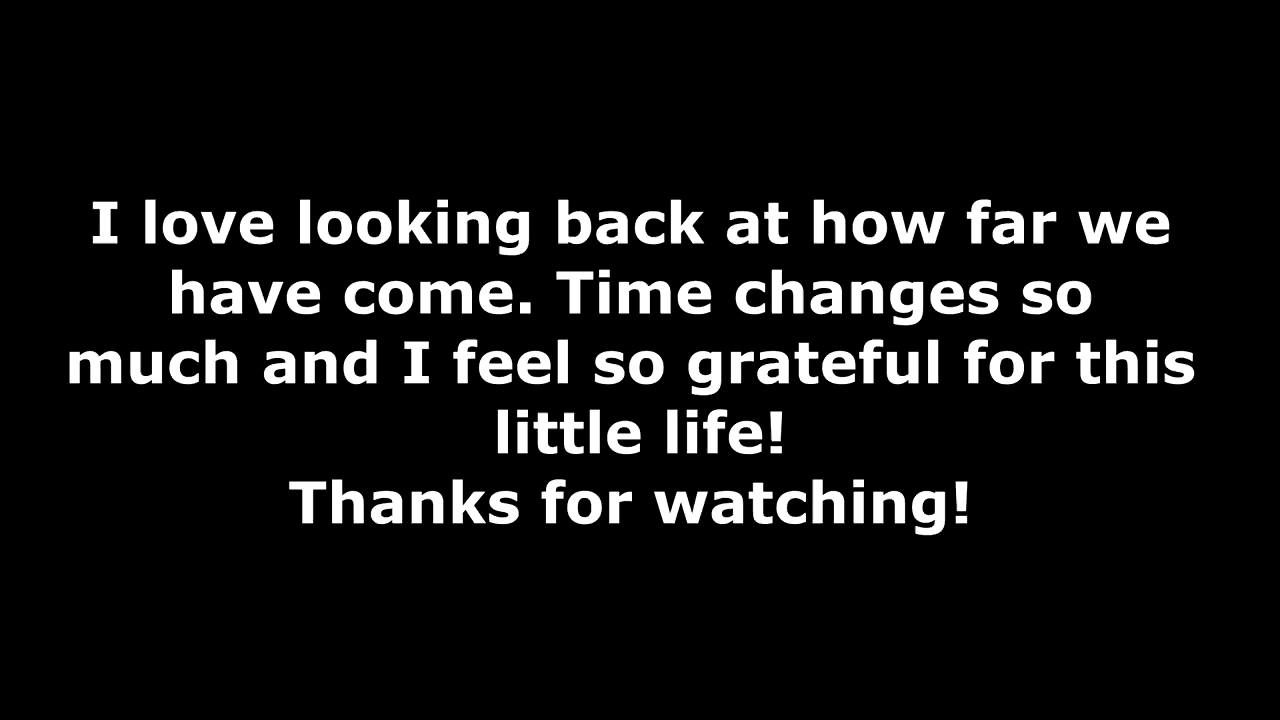 I love looking back at how far we
have come. Time changes so
much and I feel so grateful for this
little life!
Thanks for watching!